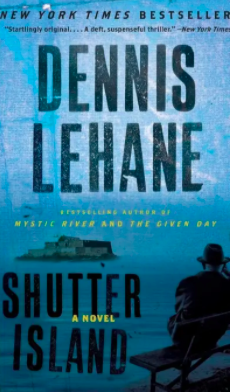 NEW YORK TIMES BESTSELLER
"Startlingly original.... A deft, suspenseful thriller."—New York Times
DENNIS
LEHANE
BESTSELLING AUTHOR OF
MYSTIC RIVER AND THE GIVEN DAY
SHUTTER
A NOVEL
ISLAND